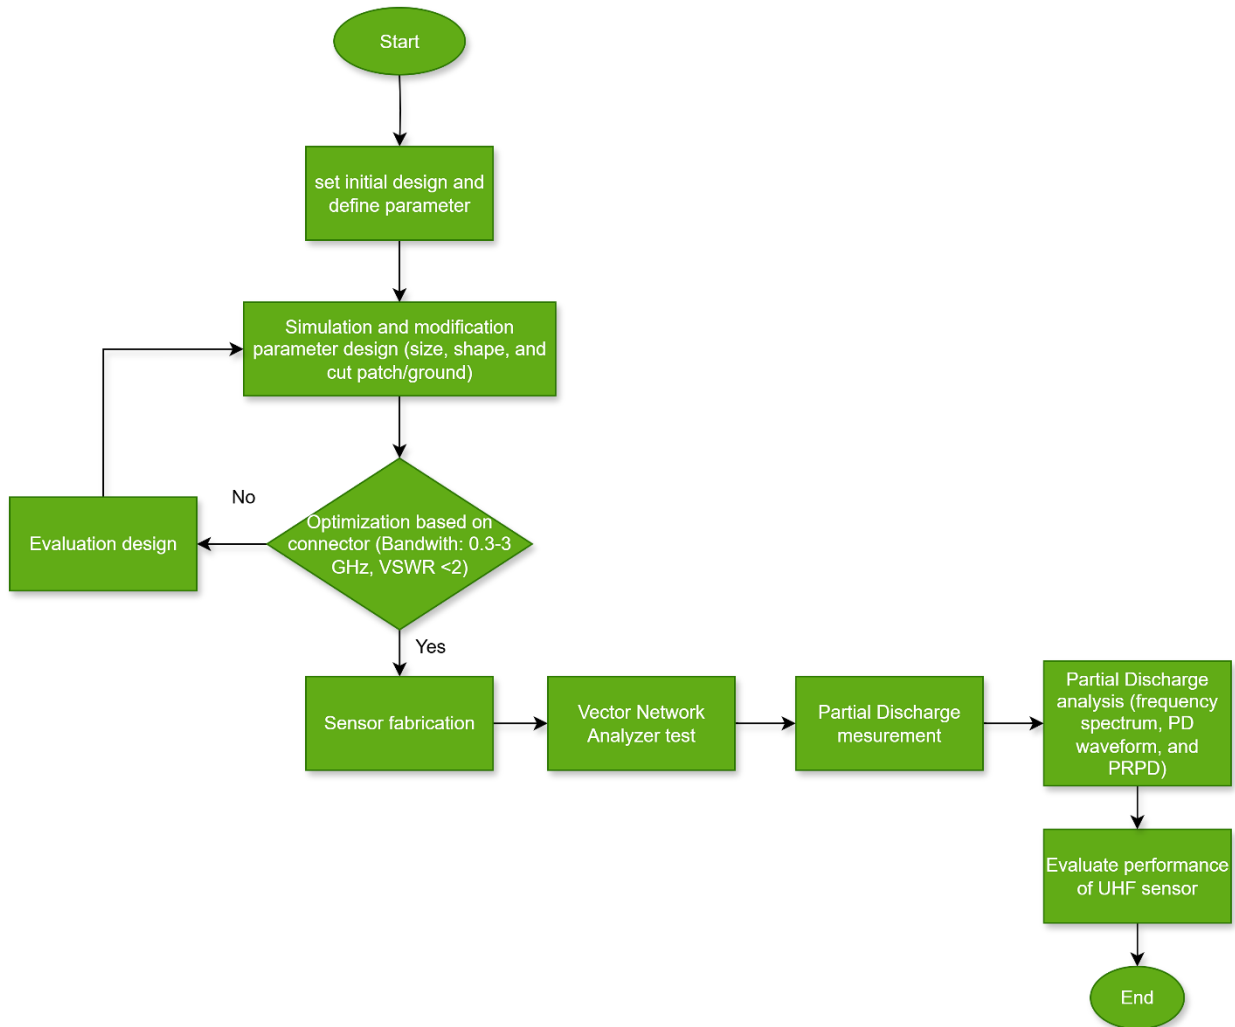 Start
set initial design and
define parameter
Simulation and modification
parameter design (size, shape, and
cut patch/ground)
No
Evaluation design
Optimization based on
connector (Bandwith: 0.3-3
GHz, VSWR <2)
Yes
Sensor fabrication
Vector Network
Analyzer test
Partial Discharge
mesurement
Partial Discharge
analysis (frequency
spectrum, PD
waveform, and
PRPD)
Evaluate performance
of UHF sensor
End